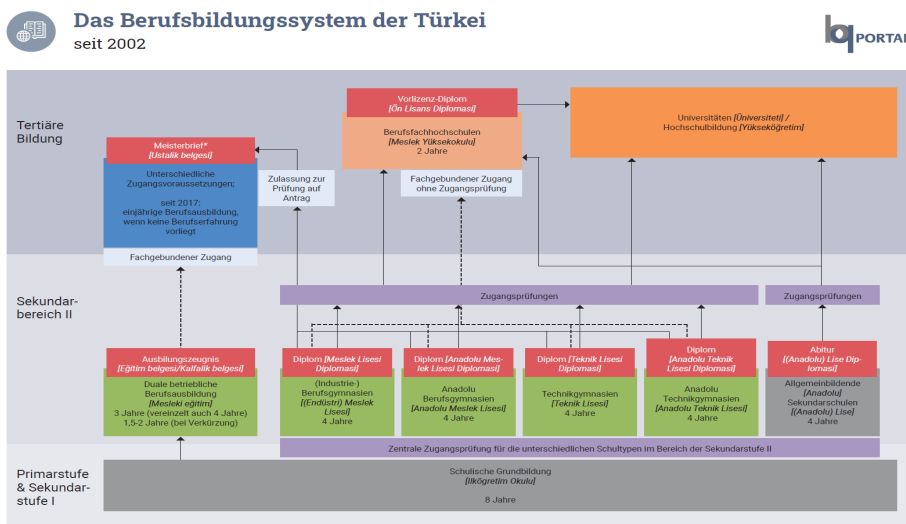 Das Berufsbildungssystem der Türkei
seit 2002
bq PORTAL
Tertiäre
Bildung
Vorlizenz-Diplom
[Ön Lisans Diplomasi]
Berufsfachhochschulen
[Meslek Yüksekokulu]
2 Jahre
Universitäten [Üniversiteti] /
Hochschulbildung [Yükseköğretim]
Meisterbrief*
[Ustalik belgesi]
Unterschiedliche
Zugangsvoraussetzungen;
seit 2017:
einjährige Berufsausbildung,
wenn keine Berufserfahrung
vorliegt
Fachgebundener Zugang
Zulassung zur
Prüfung auf
Antrag
Fachgebundener Zugang
ohne Zugangsprüfung
Sekundar-
bereich II
Zugangsprüfungen
Zugangsprüfungen
Ausbilungszeugnis
[Eğitim belgesi/Kalfalik belgesi]
Duale betriebliche
Berufsausbildung
[Mesleki eğitim]
3 Jahre (vereinzelt auch 4 Jahre)
1,5-2 Jahre (bei Verkürzung)
Diplom [Meslek Lisesi
Diplomasi]
(Industrie-)
Berufsgymnasien
[(Endüstri) Meslek
Lisesi]
4 Jahre
Diplom [Anadolu Mes-
lek Lisesi Diplomasi]
Anadolu
Berufsgymnasien
[Anadolu Meslek Lisesi]
4 Jahre
Diplom [Teknik Lisesi
Diplomasi]
Technikgymnasien
[Teknik Lisesi]
4 Jahre
Diplom
[Anadolu Teknik
Lisesi Diplomasi]
Anadolu
Technikgymnasien
[Anadolu Teknik Lisesi]
4 Jahre
Abitur
[(Anadolu) Lise Dip-
lomasi]
Allgemeinbildende
[Anadolu]
Sekundarschulen
[(Anadolu) Lise]
4 Jahre
Zentrale Zugangsprüfung für die unterschiedlichen Schultypen im Bereich der Sekundarstufe II
Primarstufe
& Sekundar-
stufe I
Schulische Grundbildung
[Ilköğretim Okulu]
8 Jahre